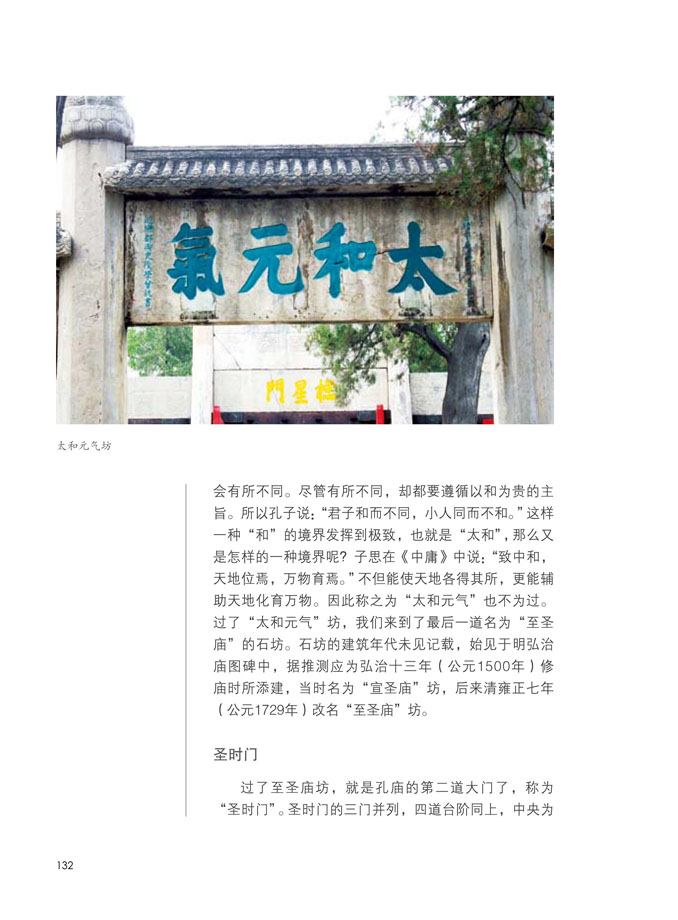 太和元氣
櫺星門
太和元气坊
会有所不同。尽管有所不同，却都要遵循以和为贵的主
旨。所以孔子说：“君子和而不同，小人同而不和。”这样
一种“和”的境界发挥到极致，也就是“太和”，那么又
是怎样的一种境界呢？子思在《中庸》中说：“致中和，
天地位焉，万物育焉。”不但能使天地各得其所，更能辅
助天地化育万物。因此称之为“太和元气”也不为过。
过了“太和元气”坊，我们来到了最后一道名为“至圣
庙”的石坊。石坊的建筑年代未见记载，始见于明弘治
庙图碑中，据推测应为弘治十三年（公元1500年）修
庙时所添建，当时名为“宣圣庙”坊，后来清雍正七年
（公元1729年）改名“至圣庙”坊。
圣时门
过了至圣庙坊，就是孔庙的第二道大门了，称为
“圣时门”。圣时门的三门并列，四道台阶同上，中央为
132